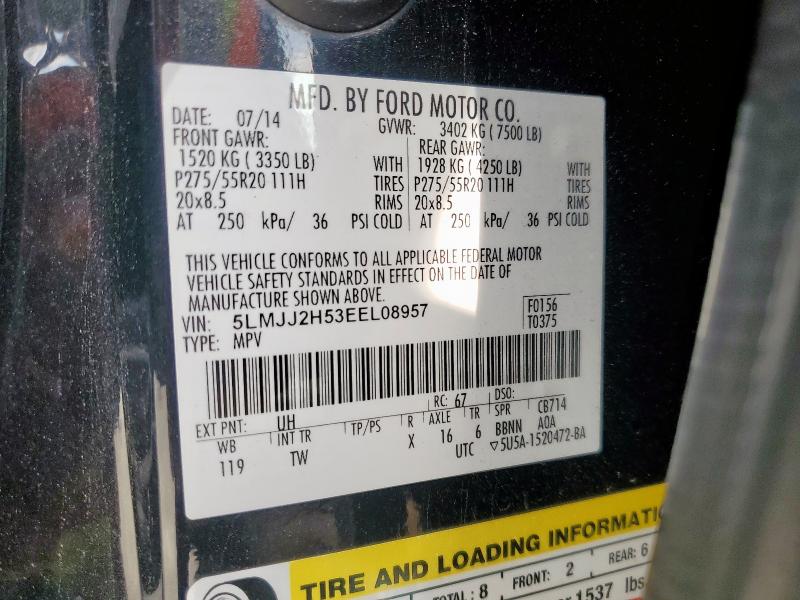 MFD. BY FORD MOTOR CO.
DATE: 07/14 GVWR: 3402 KG ( 7500 LB)
FRONT GAWR: REAR GAWR:
1520 KG ( 3350 LB) WITH 1928 KG ( 4250 LB) WITH
P275/55R20 111H TIRES P275/55R20 111H TIRES
20x8.5 RIMS 20x8.5 RIMS
AT 250 kPa/ 36 PSI COLD AT 250 kPa/ 36 PSI COLD
THIS VEHICLE CONFORMS TO ALL APPLICABLE FEDERAL MOTOR
VEHICLE SAFETY STANDARDS IN EFFECT ON THE DATE OF
MANUFACTURE SHOWN ABOVE.
VIN: 5LMJJ2H53EEL08957 F0156
TYPE: MPV T0375
EXT PNT: UH RC: 67 DSO:
WB INT TR TP/PS R AXLE TR SPR CB714
119 TW X 16 6 BBNN AOA
UTC ▽5U5A-1520472-BA
TIRE AND LOADING INFORMATI
TOTAL: 8 FRONT: 2 REAR: 6
1537 lbs